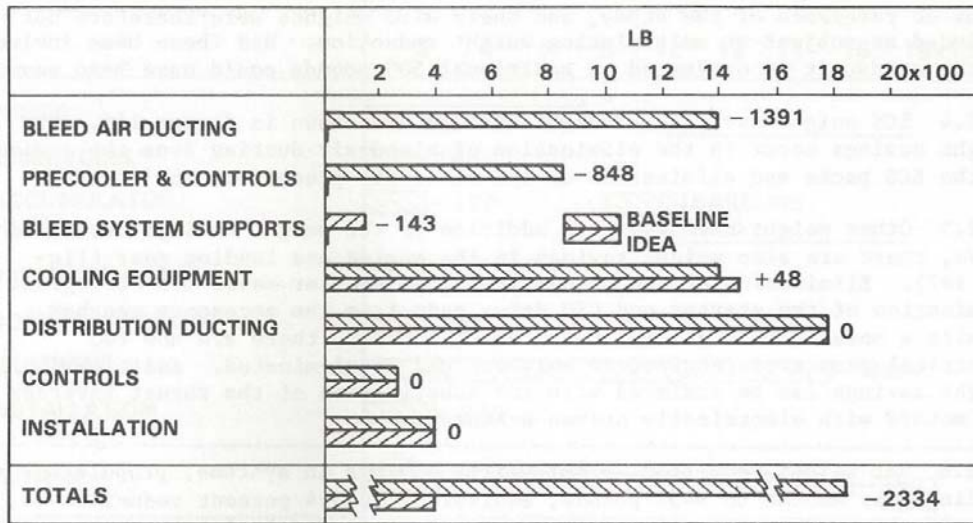 LB
2 4 6 8 10 12 14 16 18 20x100
BLEED AIR DUCTING -1391
PRECOOLER & CONTROLS -848
BLEED SYSTEM SUPPORTS -143 BASELINE
IDEA
COOLING EQUIPMENT +48
DISTRIBUTION DUCTING 0
CONTROLS 0
INSTALLATION 0
TOTALS -2334